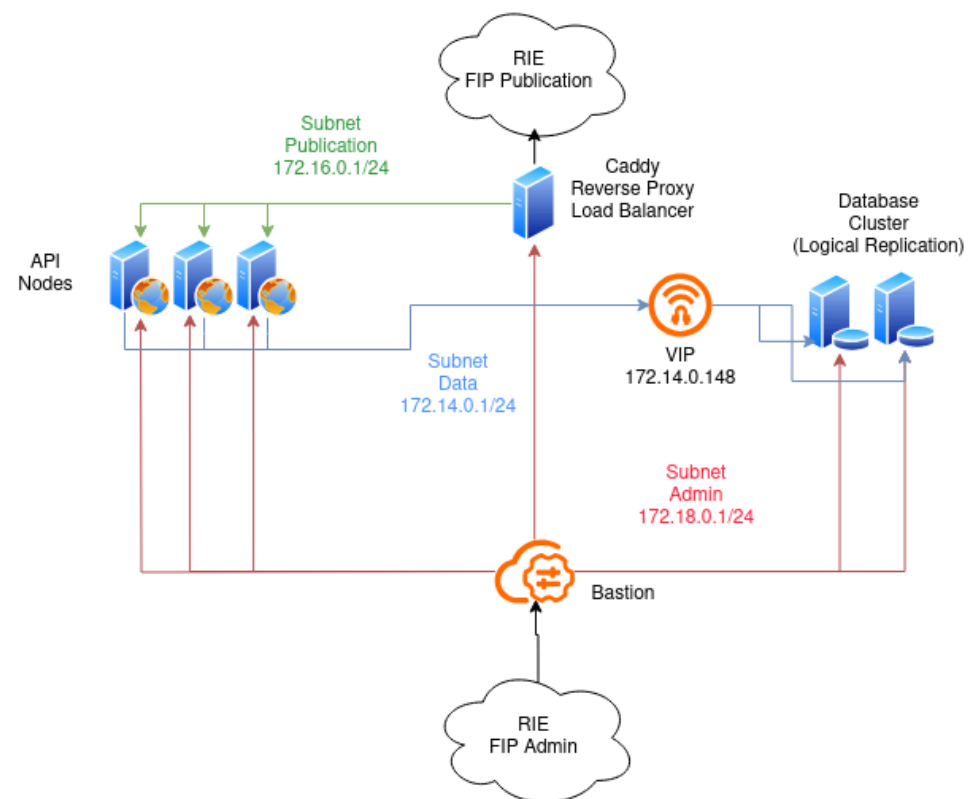 RIE
FIP Publication
Subnet
Publication
172.16.0.1/24
Caddy
Reverse Proxy
Load Balancer
Database
Cluster
(Logical Replication)
API
Nodes
VIP
172.14.0.148
Subnet
Data
172.14.0.1/24
Subnet
Admin
172.18.0.1/24
Bastion
RIE
FIP Admin